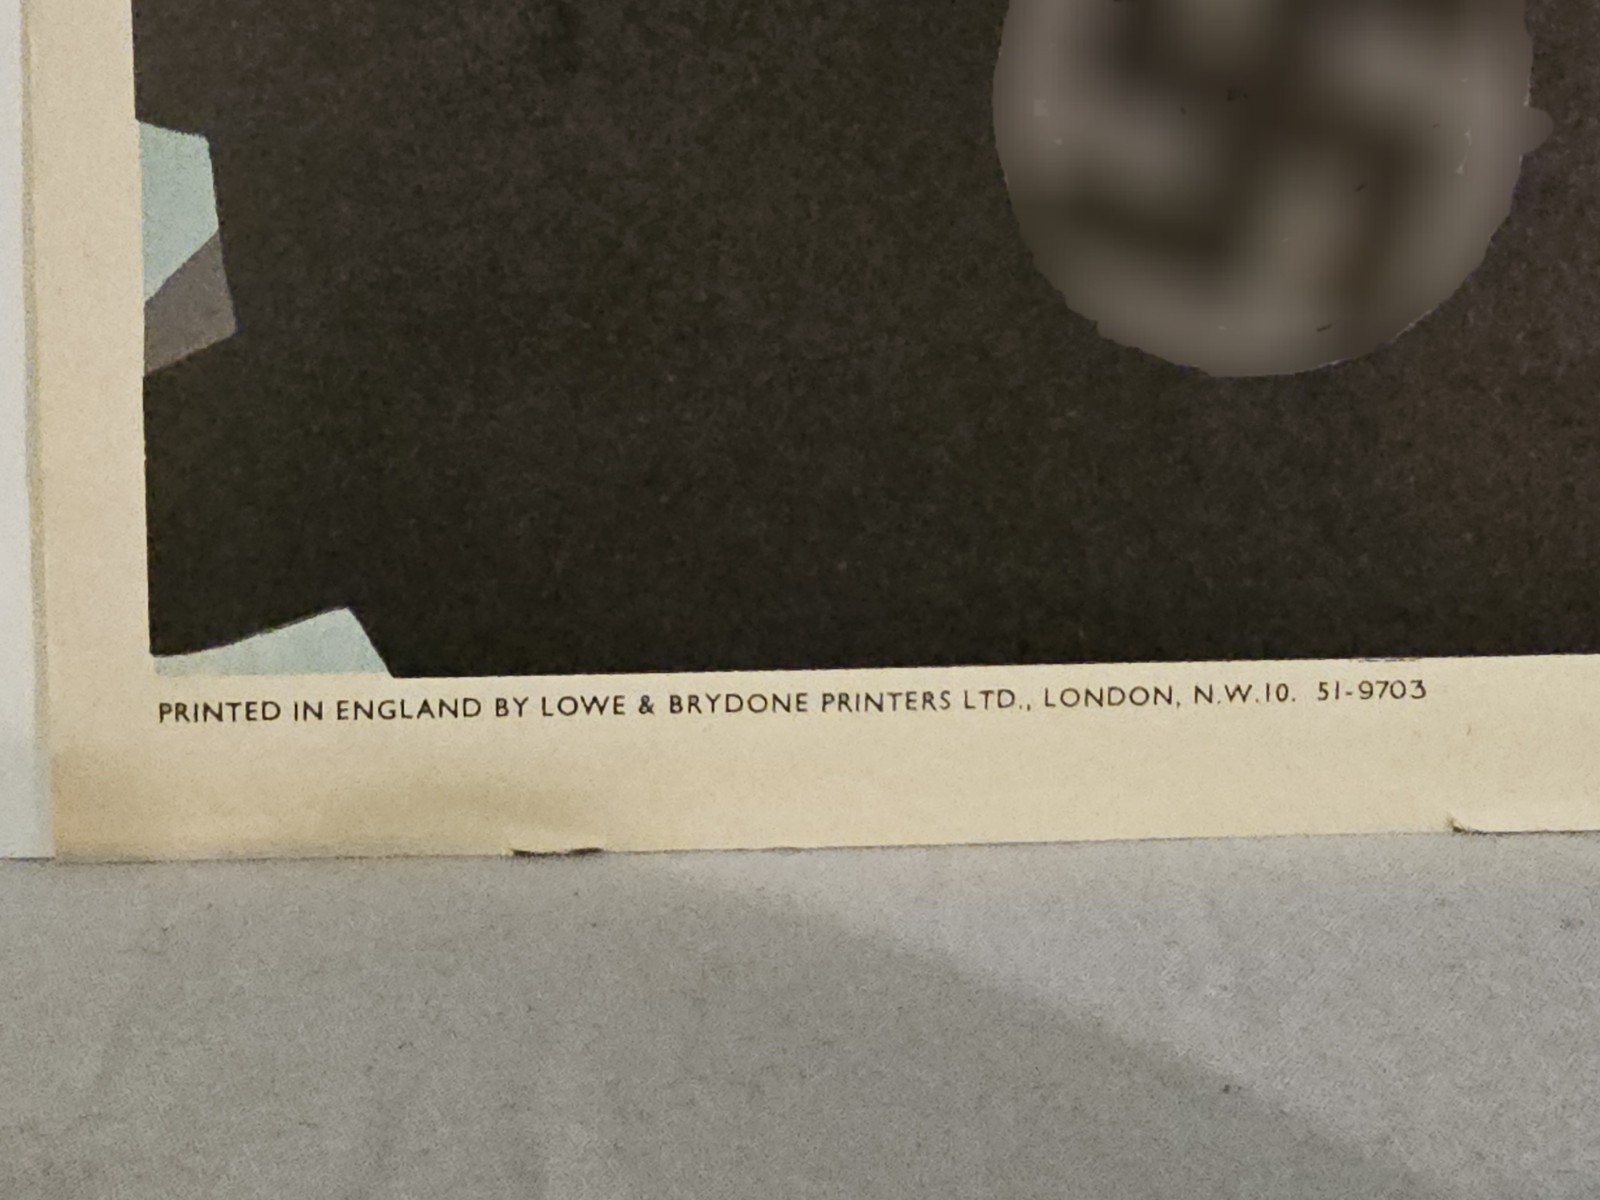 PRINTED IN ENGLAND BY LOWE & BRYDONE PRINTERS LTD., LONDON, N.W.10. 51-9703